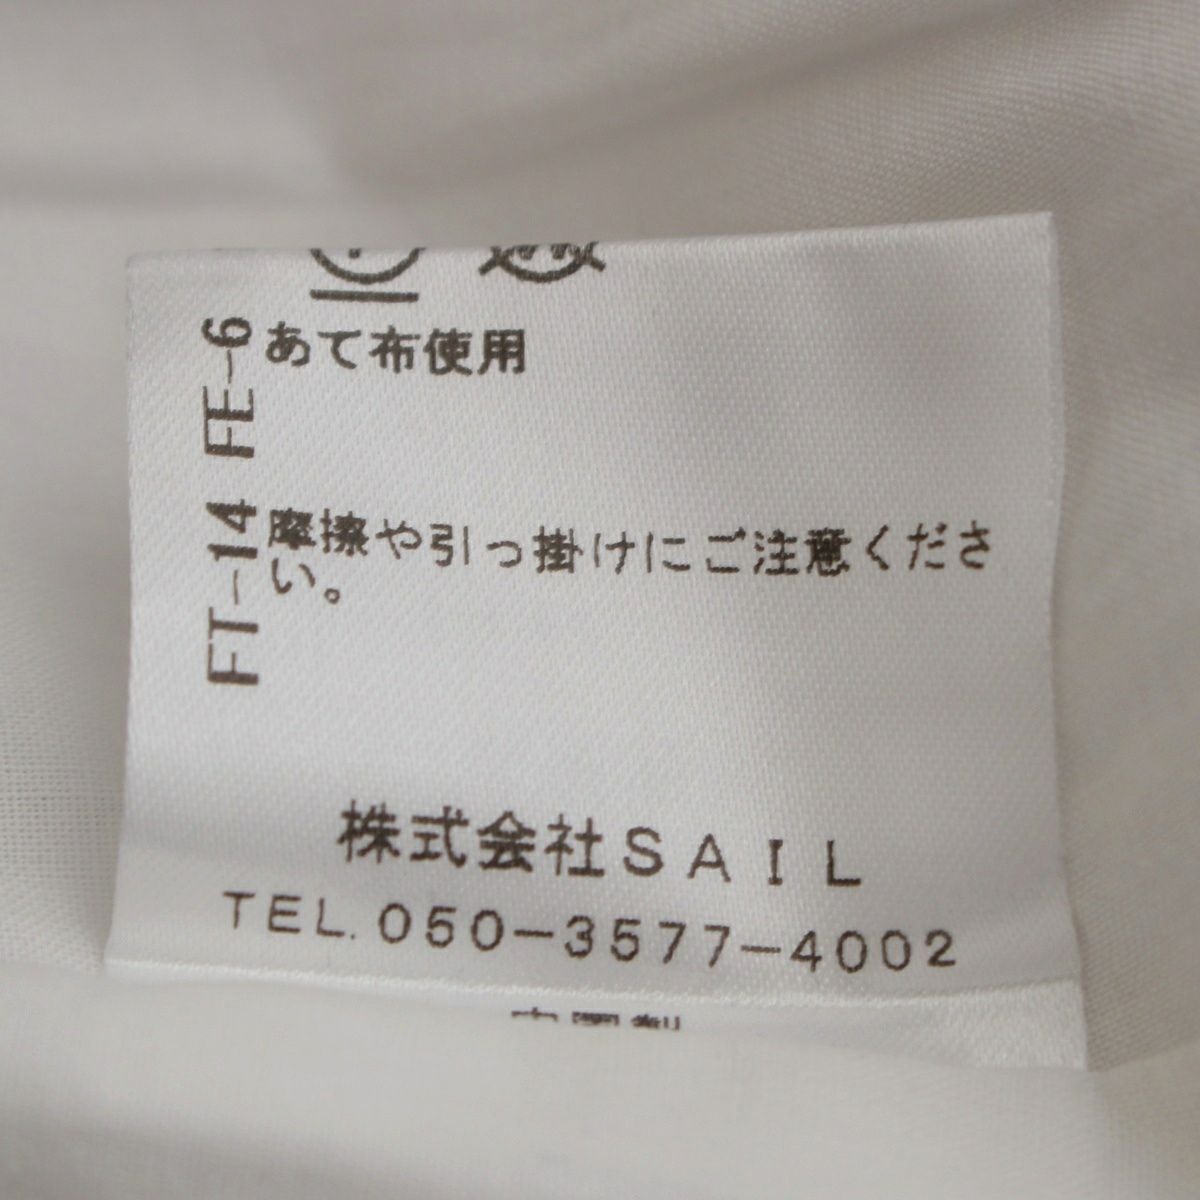 あて布使用
摩擦や引っ掛けにご注意くださ
い。
FT-14 FE-6
株式会社SAIL
TEL.050-3577-4002